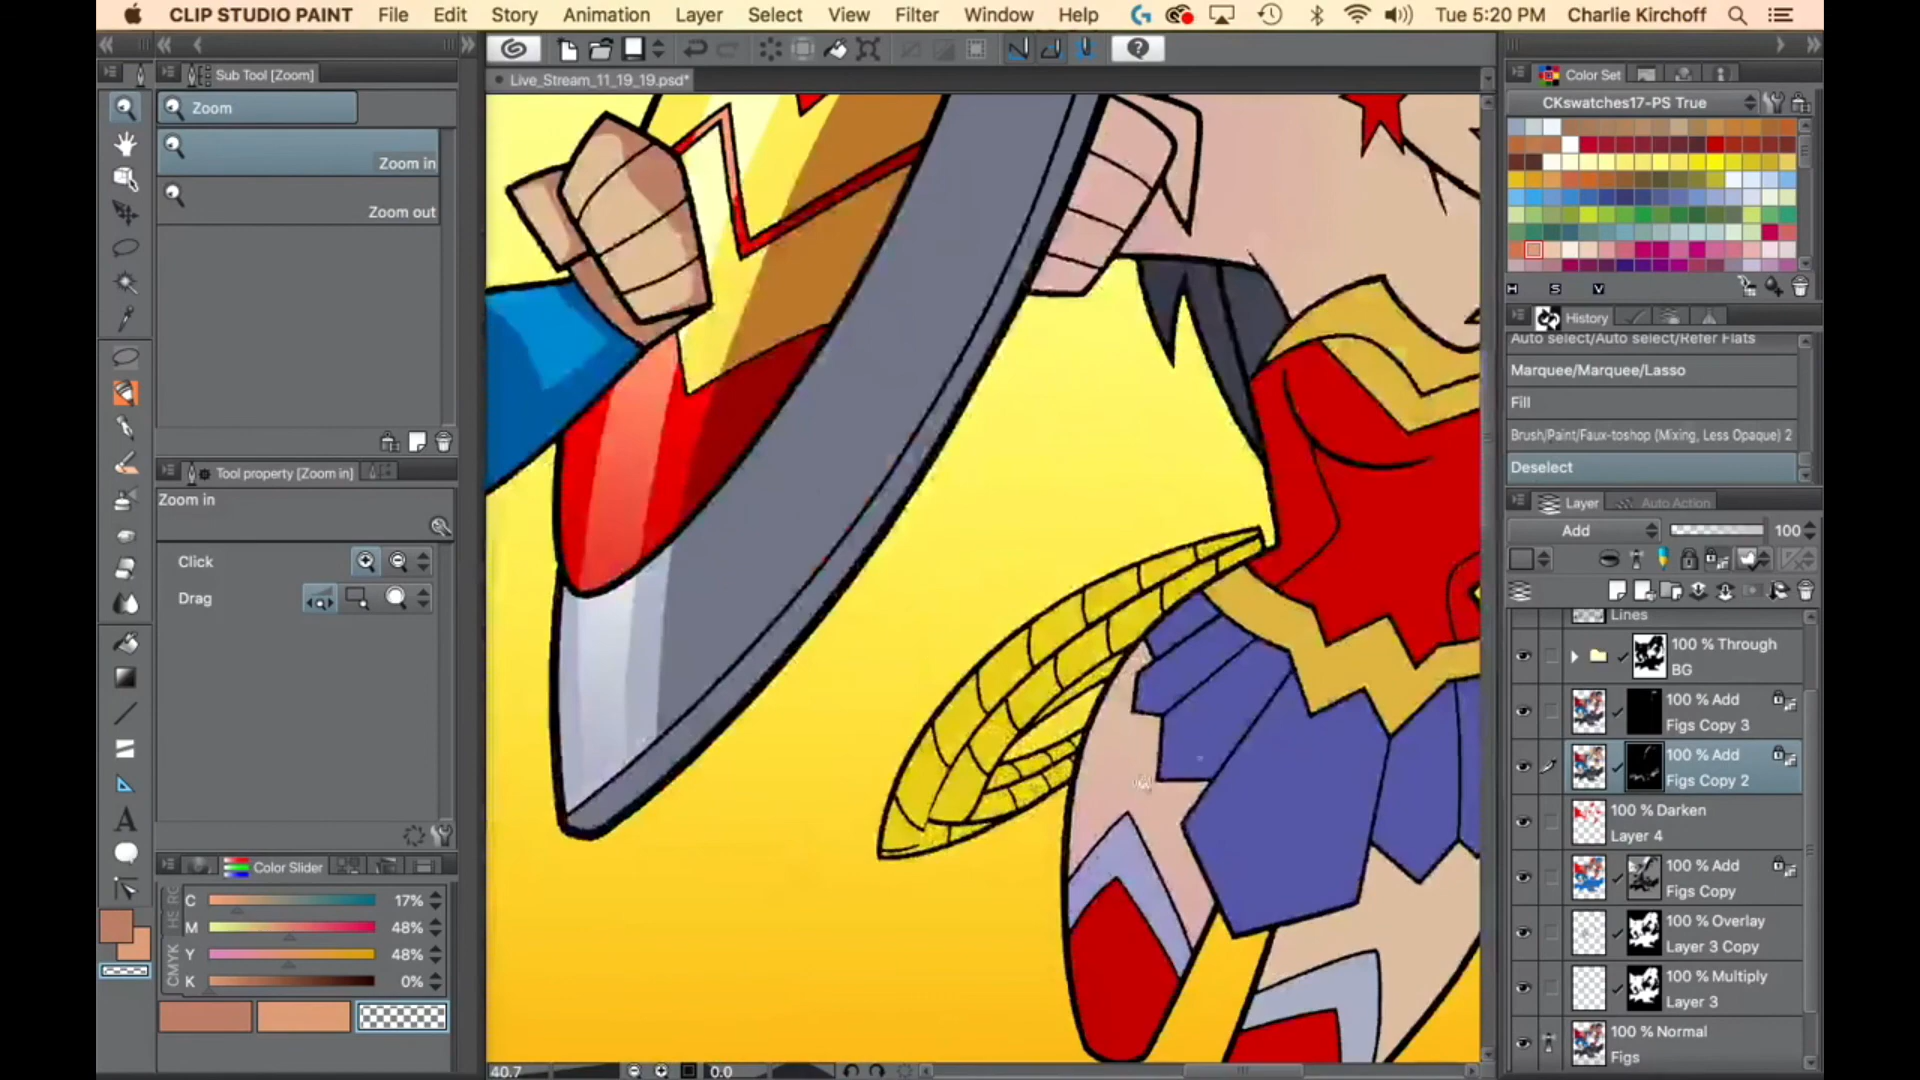 CLIP STUDIO PAINT File Edit Story Animation Layer Select View Filter Window Help Tue 5:20 PM Charlie Kirchoff
Sub Tool [Zoom]
Live_Stream_11_19_19.psd*
Color Set
Zoom
CKswatches17-PS True
Zoom in
Zoom out
H S V
History
Auto select/Auto select/Refer Flats
Marquee/Marquee/Lasso
Fill
Brush/Paint/Faux-toshop (Mixing, Less Opaque) 2
Deselect
Tool property [Zoom in]
Zoom in
Layer Auto Action
Add 100
Click
Drag
Lines
100 % Through
BG
100 % Add
Figs Copy 3
100 % Add
Figs Copy 2
100 % Darken
Layer 4
Color Slider
100 % Add
Figs Copy
C 17%
M 48%
Y 48%
K 0%
CMYK
100 % Overlay
Layer 3 Copy
100 % Multiply
Layer 3
100 % Normal
Figs
40.7 0.0